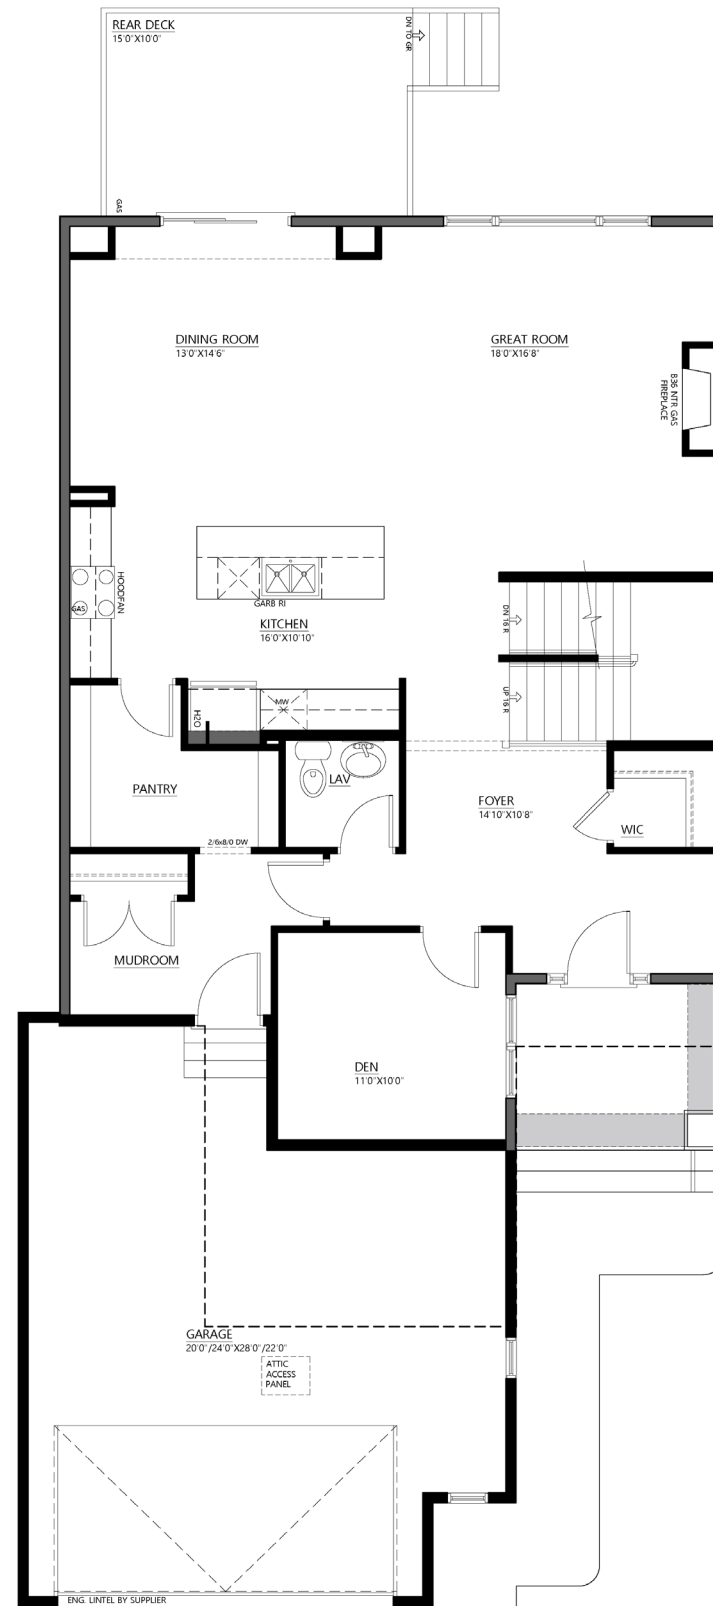 REAR DECK
15'0"X10'0"
DN TO GR
GAS
DINING ROOM
13'0"X14'6"
GREAT ROOM
18'0"X16'8"
B36 NTR GAS
FIREPLACE
HOODFAN
GAS
GARB RI
KITCHEN
16'0"X10'10"
DN 16 R
UP 16 R
MW
H2O
LAV
PANTRY
FOYER
14'10"X10'8"
WIC
2/6x8/0 DW
MUDROOM
DEN
11'0"X10'0"
GARAGE
20'0"/24'0"X28'0"/22'0"
ATTIC
ACCESS
PANEL
ENG. LINTEL BY SUPPLIER